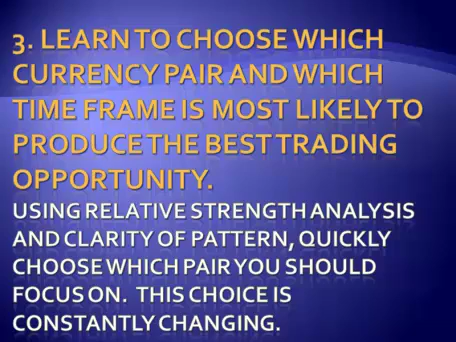 3. LEARN TO CHOOSE WHICH
CURRENCY PAIR AND WHICH
TIME FRAME IS MOST LIKELY TO
PRODUCE THE BEST TRADING
OPPORTUNITY.
USING RELATIVE STRENGTH ANALYSIS
AND CLARITY OF PATTERN, QUICKLY
CHOOSE WHICH PAIR YOU SHOULD
FOCUS ON.  THIS CHOICE IS
CONSTANTLY CHANGING.